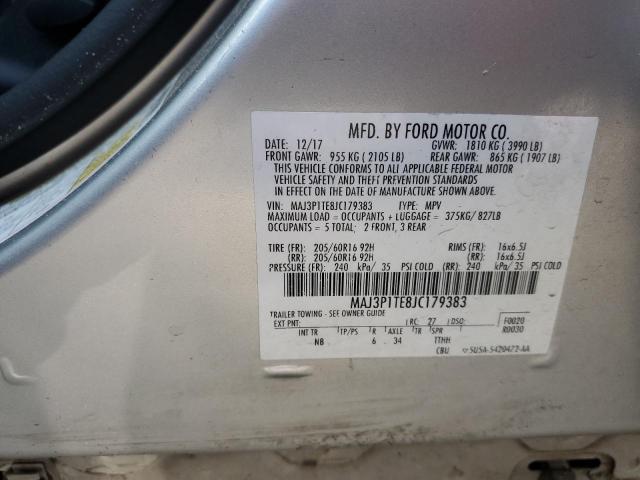 MFD. BY FORD MOTOR CO.
DATE: 12/17 GVWR: 1810 KG ( 3990 LB)
FRONT GAWR: 955 KG ( 2105 LB) REAR GAWR: 865 KG ( 1907 LB)
THIS VEHICLE CONFORMS TO ALL APPLICABLE FEDERAL MOTOR
VEHICLE SAFETY AND THEFT PREVENTION STANDARDS
IN EFFECT ON THE DATE OF MANUFACTURE SHOWN ABOVE.
VIN: MAJ3P1TE8JC179383 TYPE: MPV
MAXIMUM LOAD = OCCUPANTS + LUGGAGE = 375KG/ 827LB
OCCUPANTS = 5 TOTAL; 2 FRONT, 3 REAR
TIRE (FR): 205/60R16 92H RIMS (FR): 16x6.5J
(RR): 205/60R16 92H (RR): 16x6.5J
PRESSURE (FR): 240 kPa/ 35 PSI COLD (RR): 240 kPa/ 35 PSI COLD
MAJ3P1TE8JC179383
TRAILER TOWING - SEE OWNER GUIDE
EXT PNT: RC: 27 DSO: F0020
R0030
INT TR TP/PS R AXLE TR SPR
NB 6 34 TTHH
CBU 5U5A-5420472-AA